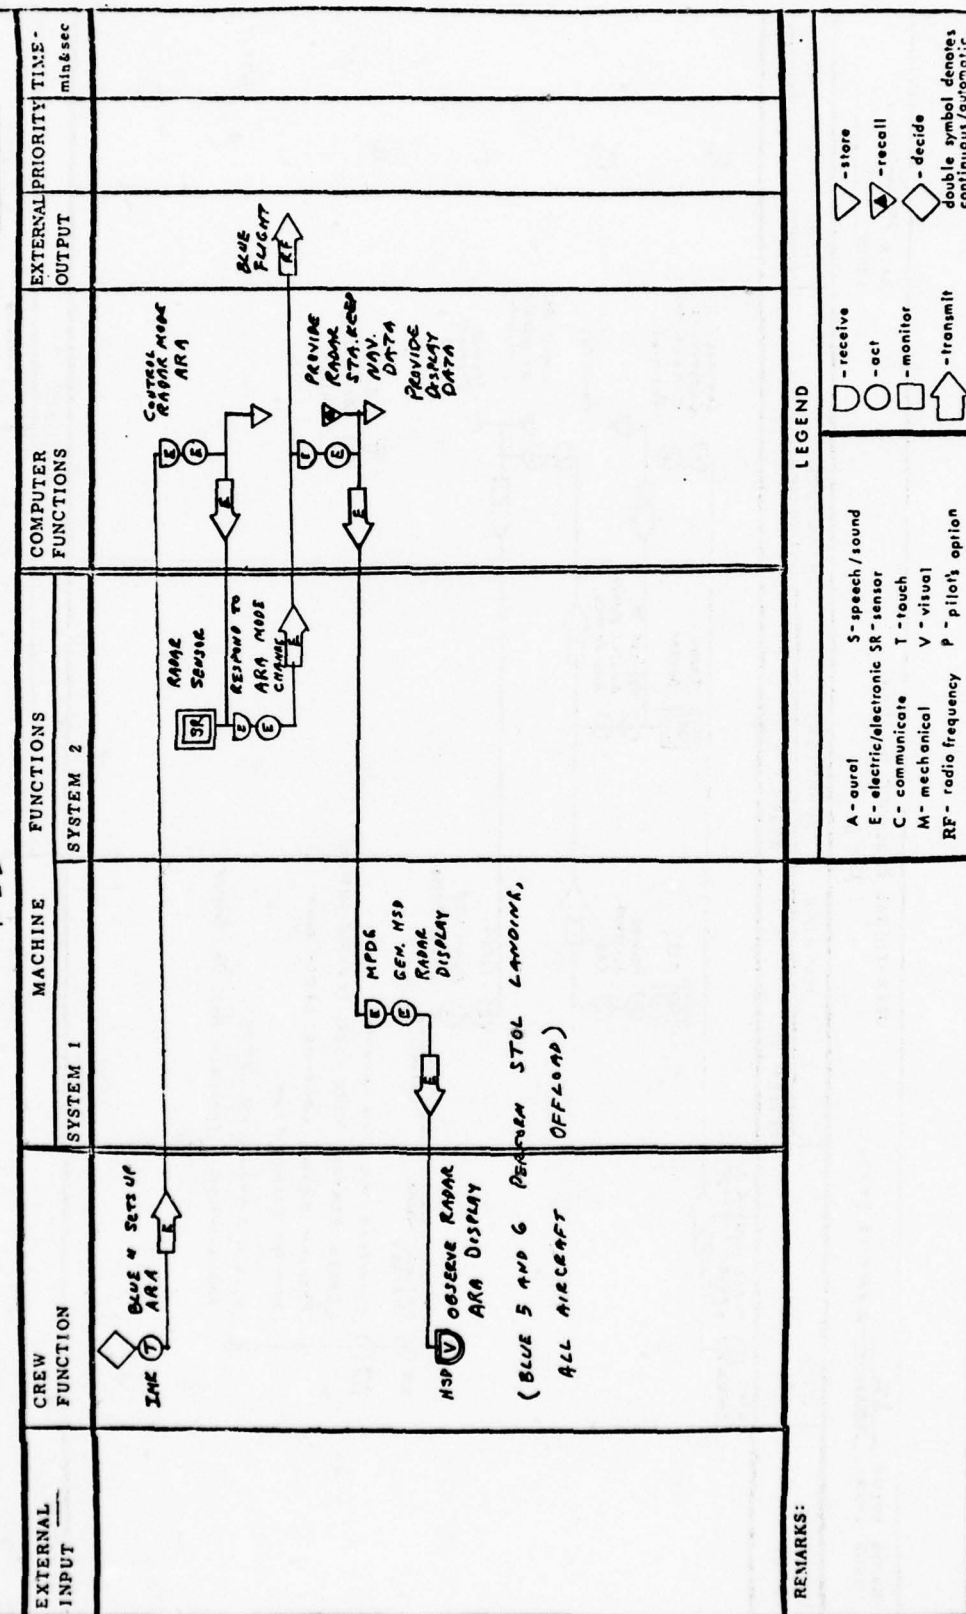 EXTERNAL
INPUT
CREW
FUNCTION
MACHINE FUNCTIONS
SYSTEM 1
SYSTEM 2
COMPUTER
FUNCTIONS
EXTERNAL
OUTPUT
PRIORITY
TIME-
min&sec
BLUE 4 SETS UP
ARA
IMK
T
E
CONTROL
RADAR MODE
ARA
E
E
E
RADAR
SENSOR
SR
RESPOND TO
ARA MODE
CHANGE
E
E
E
BLUE
FLIGHT
RF
PROVIDE
RADAR
STA. KEEP
NAV.
DATA
PROVIDE
DISPLAY
DATA
E
E
E
MPDG
GEN. HSD
RADAR
DISPLAY
E
E
E
HSD
V
OBSERVE RADAR
ARA DISPLAY
(BLUE 5 AND 6 PERFORM STOL LANDING,
ALL AIRCRAFT OFFLOAD)
REMARKS:
LEGEND
A - aural
S - speech/sound
E - electric/electronic
SR - sensor
C - communicate
T - touch
M - mechanical
V - visual
RF - radio frequency
P - pilot's option
- receive
- act
- monitor
- transmit
- store
- recall
- decide
double symbol denotes
continuous/automatic